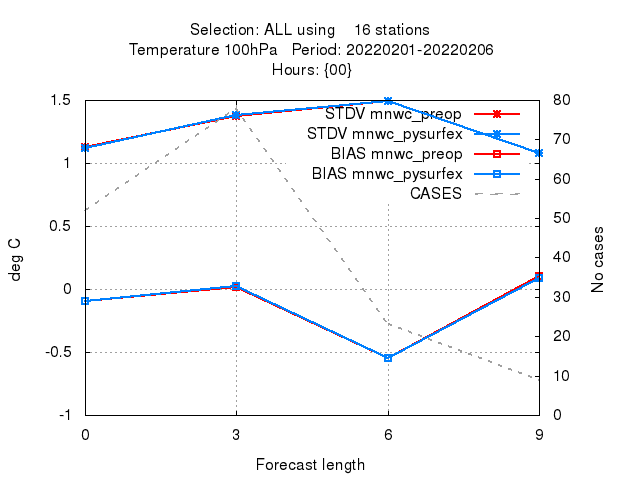 Selection: ALL using    16 stations
Temperature 100hPa   Period: 20220201-20220206
Hours: {00}
STDV mnwc_preop
STDV mnwc_pysurfex
BIAS mnwc_preop
BIAS mnwc_pysurfex
CASES
1.5
1
0.5
0
-0.5
-1
deg C
80
70
60
50
40
30
20
10
0
No cases
0 3 6 9
Forecast length